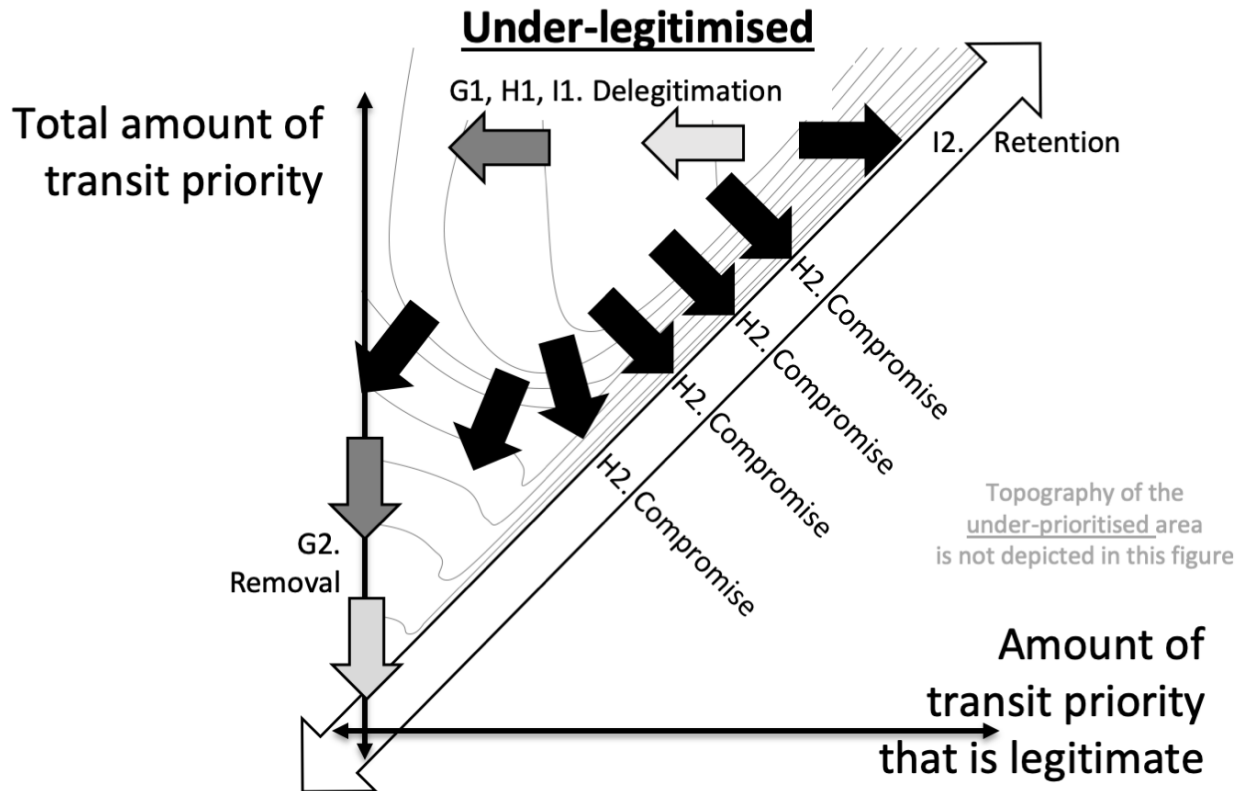 Under-legitimised
G1, H1, I1. Delegitimation
Total amount of
transit priority
I2. Retention
H2. Compromise
H2. Compromise
H2. Compromise
H2. Compromise
Topography of the
under-prioritised area
is not depicted in this figure
G2.
Removal
Amount of
transit priority
that is legitimate